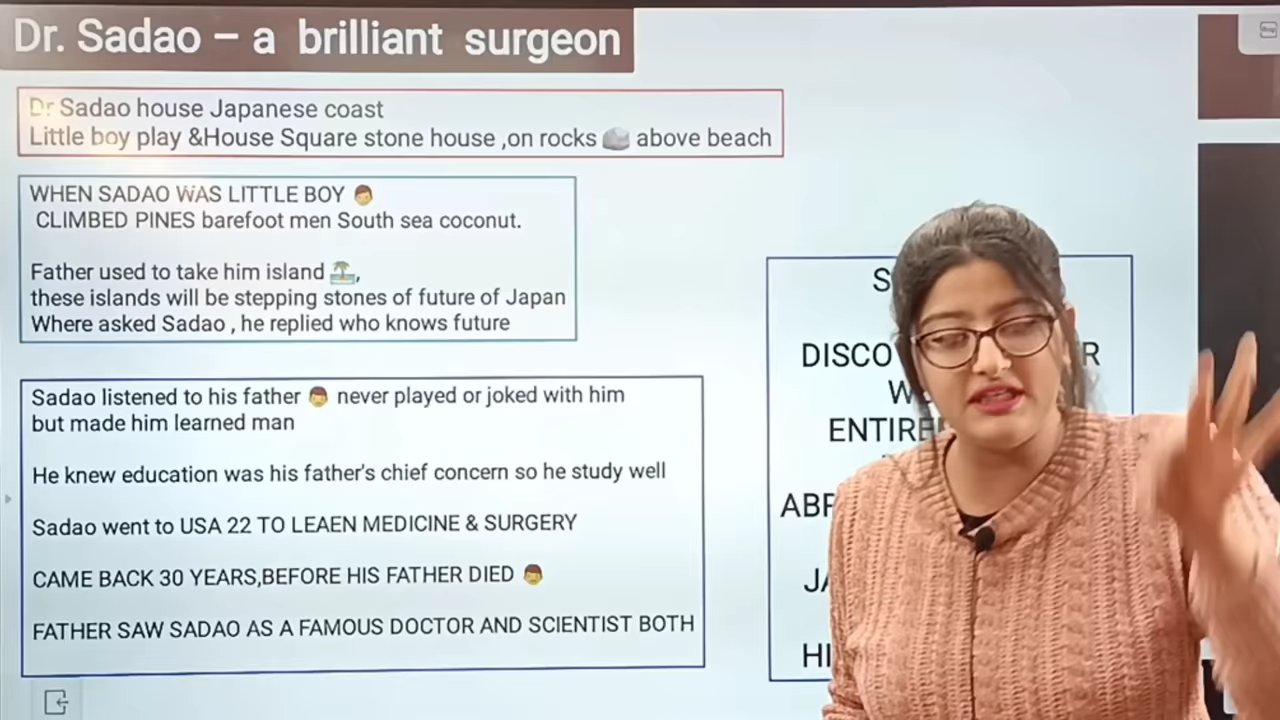 Dr. Sadao – a brilliant surgeon
Dr Sadao house Japanese coast
Little boy play &House Square stone house ,on rocks above beach
WHEN SADAO WAS LITTLE BOY
CLIMBED PINES barefoot men South sea coconut.
Father used to take him island ,
these islands will be stepping stones of future of Japan
Where asked Sadao , he replied who knows future
Sadao listened to his father never played or joked with him
but made him learned man
He knew education was his father's chief concern so he study well
Sadao went to USA 22 TO LEAEN MEDICINE & SURGERY
CAME BACK 30 YEARS,BEFORE HIS FATHER DIED
FATHER SAW SADAO AS A FAMOUS DOCTOR AND SCIENTIST BOTH